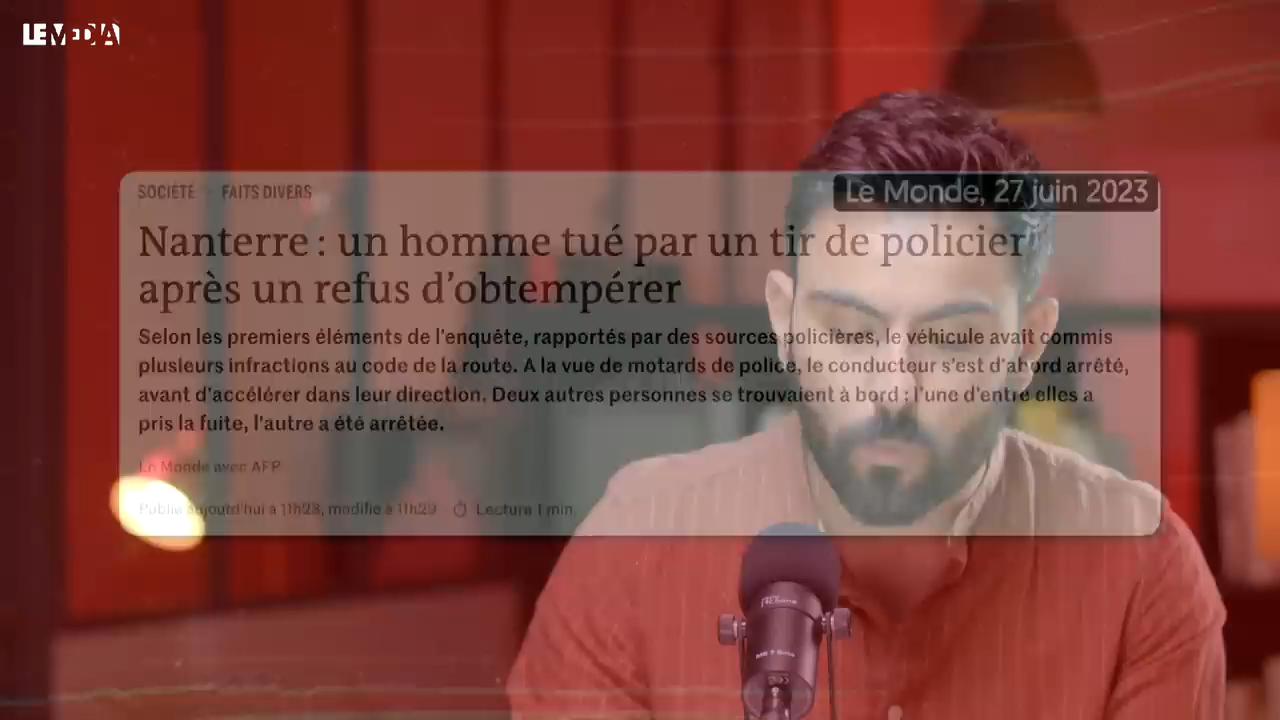 LEMEDIA
SOCIÉTÉ · FAITS DIVERS
Le Monde, 27 juin 2023
Nanterre : un homme tué par un tir de policier
après un refus d'obtempérer
Selon les premiers éléments de l'enquête, rapportés par des sources policières, le véhicule avait commis
plusieurs infractions au code de la route. A la vue de motards de police, le conducteur s'est d'abord arrêté,
avant d'accélérer dans leur direction. Deux autres personnes se trouvaient à bord : l'une d'entre elles a
pris la fuite, l'autre a été arrêtée.
Le Monde avec AFP
Publié aujourd'hui à 11h28, modifié à 11h29 Lecture 1 min.